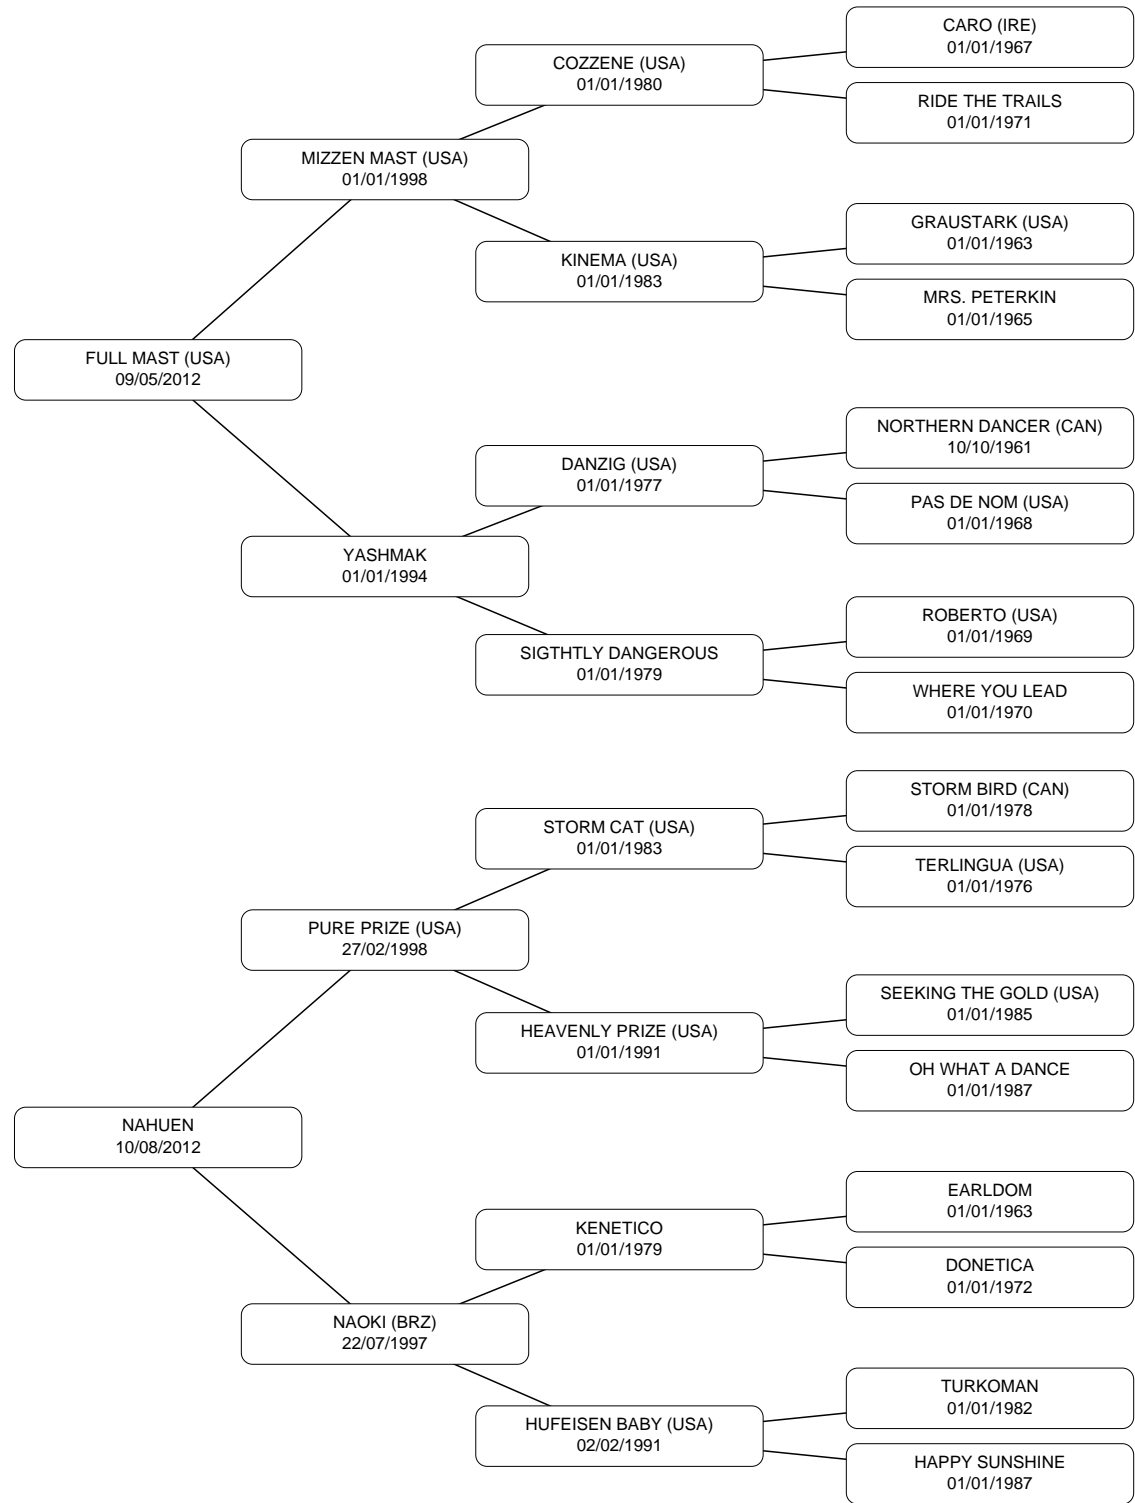 CARO (IRE)
01/01/1967
COZZENE (USA)
01/01/1980
RIDE THE TRAILS
01/01/1971
MIZZEN MAST (USA)
01/01/1998
GRAUSTARK (USA)
01/01/1963
KINEMA (USA)
01/01/1983
MRS. PETERKIN
01/01/1965
FULL MAST (USA)
09/05/2012
NORTHERN DANCER (CAN)
10/10/1961
DANZIG (USA)
01/01/1977
PAS DE NOM (USA)
01/01/1968
YASHMAK
01/01/1994
ROBERTO (USA)
01/01/1969
SIGTHTLY DANGEROUS
01/01/1979
WHERE YOU LEAD
01/01/1970
STORM BIRD (CAN)
01/01/1978
STORM CAT (USA)
01/01/1983
TERLINGUA (USA)
01/01/1976
PURE PRIZE (USA)
27/02/1998
SEEKING THE GOLD (USA)
01/01/1985
HEAVENLY PRIZE (USA)
01/01/1991
OH WHAT A DANCE
01/01/1987
NAHUEN
10/08/2012
EARLDOM
01/01/1963
KENETICO
01/01/1979
DONETICA
01/01/1972
NAOKI (BRZ)
22/07/1997
TURKOMAN
01/01/1982
HUFEISEN BABY (USA)
02/02/1991
HAPPY SUNSHINE
01/01/1987